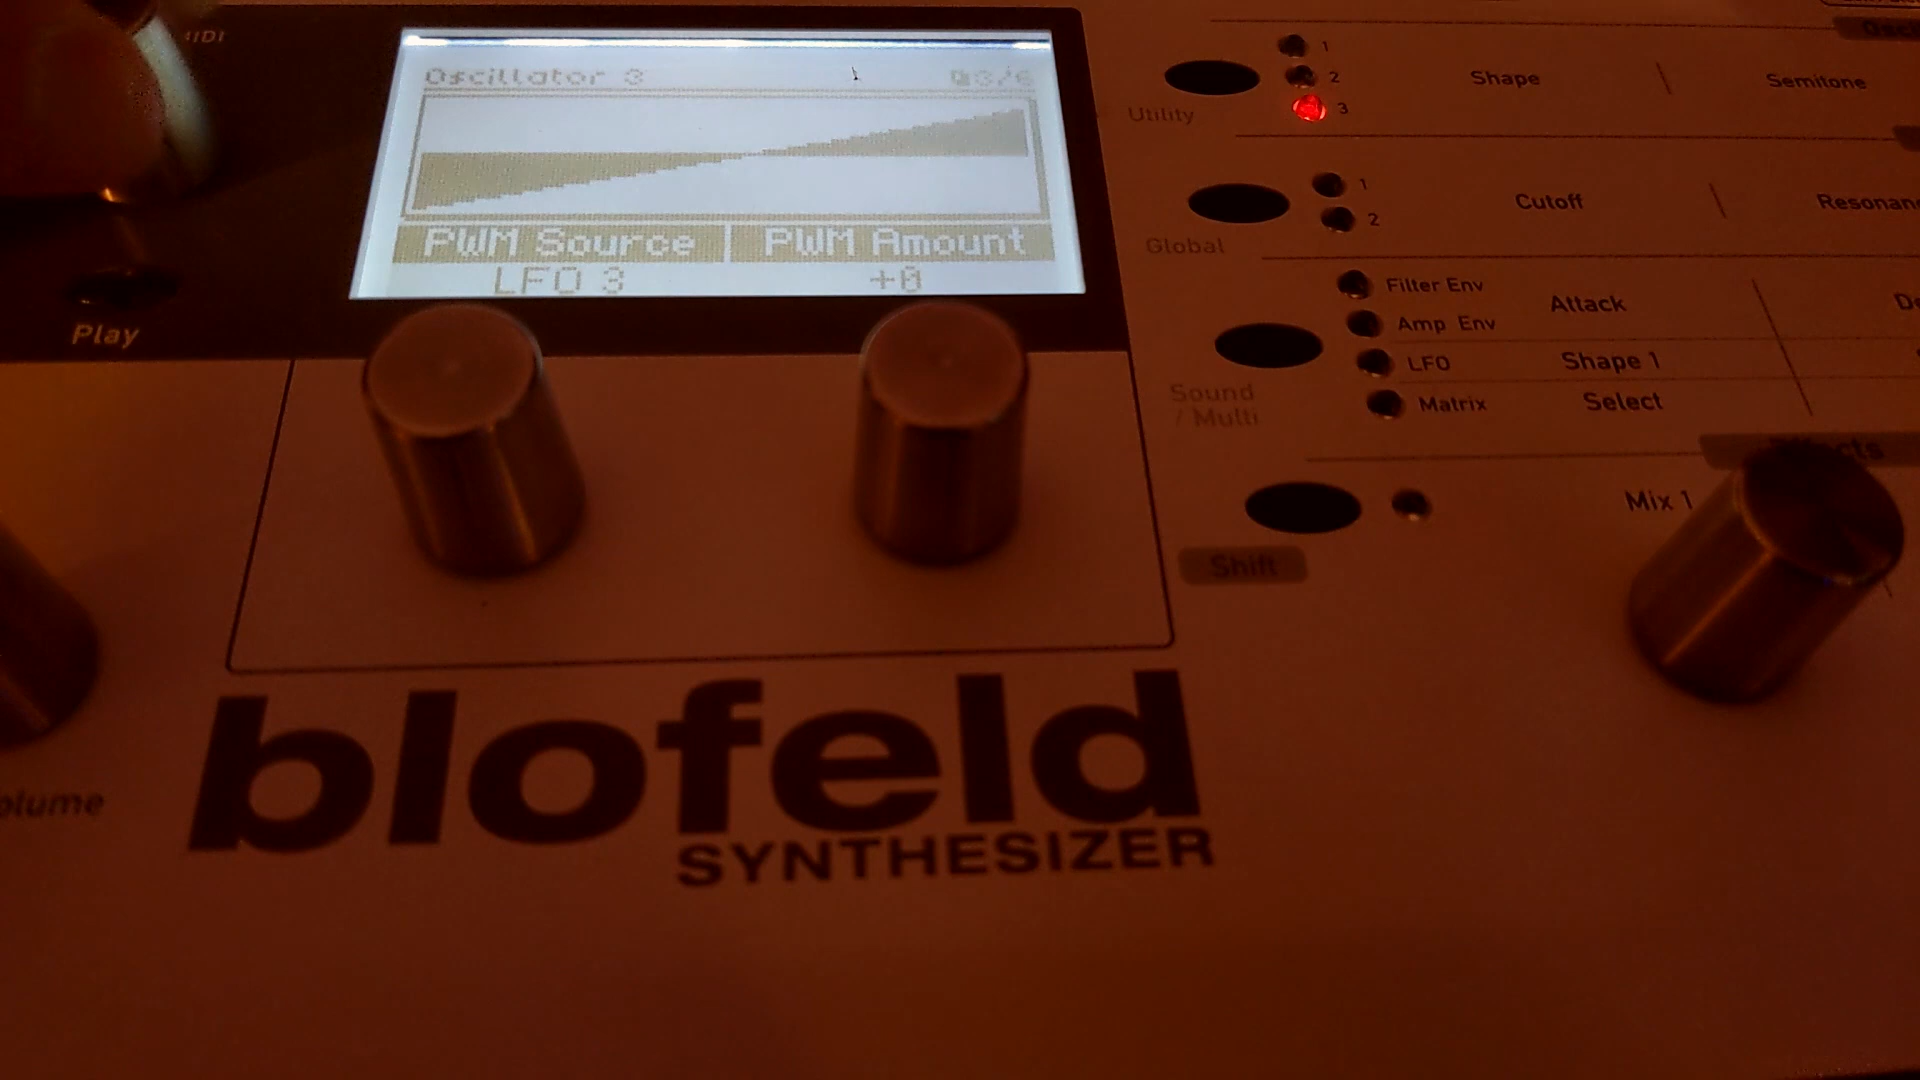 MIDI
Oscillator 3
3/6
PWM Source
PWM Amount
LFO 3
+0
Play
blofeld
SYNTHESIZER
1
2
3
Shape
Semitone
Utility
1
2
Cutoff
Global
Filter Env
Attack
Amp Env
LFO
Shape 1
Matrix
Select
Sound
/ Multi
Mix 1
Shift